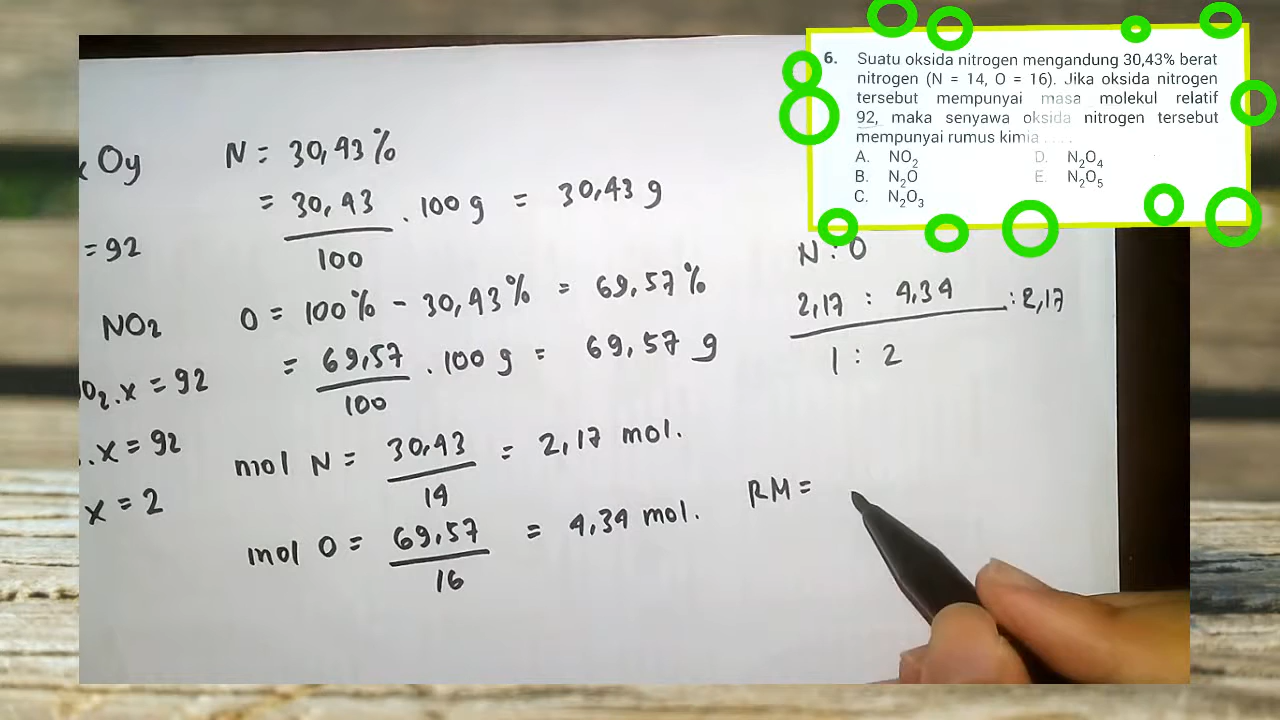 6. Suatu oksida nitrogen mengandung 30,43% berat
nitrogen (N = 14, O = 16). Jika oksida nitrogen
tersebut mempunyai masa molekul relatif
92, maka senyawa oksida nitrogen tersebut
mempunyai rumus kimia . . . .
A. NO₂ D. N₂O₄
B. N₂O E. N₂O₅
C. N₂O₃
Oy
= 92
NO₂
O₂.x = 92
.x = 92
x = 2
N = 30,43%
= 30,43 / 100 . 100 g = 30,43 g
O = 100% - 30,43% = 69,57%
= 69,57 / 100 . 100 g = 69,57 g
mol N = 30,43 / 14 = 2,17 mol.
mol O = 69,57 / 16 = 4,34 mol.
N : O
2,17 : 4,34 : 2,17
1 : 2
RM =